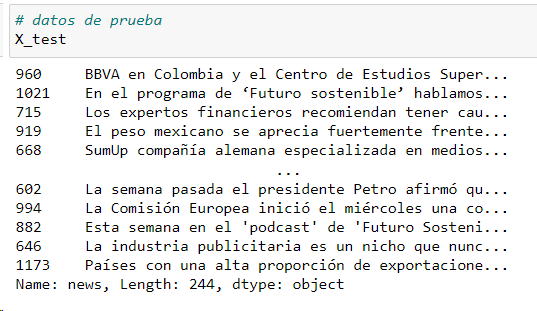 # datos de prueba
X_test
960 BBVA en Colombia y el Centro de Estudios Super...
1021 En el programa de ‘Futuro sostenible’ hablamos...
715 Los expertos financieros recomiendan tener cau...
919 El peso mexicano se aprecia fuertemente frente...
668 SumUp compañía alemana especializada en medios...
...
602 La semana pasada el presidente Petro afirmó qu...
994 La Comisión Europea inició el miércoles una co...
882 Esta semana en el 'podcast' de 'Futuro Sosteni...
646 La industria publicitaria es un nicho que nunc...
1173 Países con una alta proporción de exportacione...
Name: news, Length: 244, dtype: object